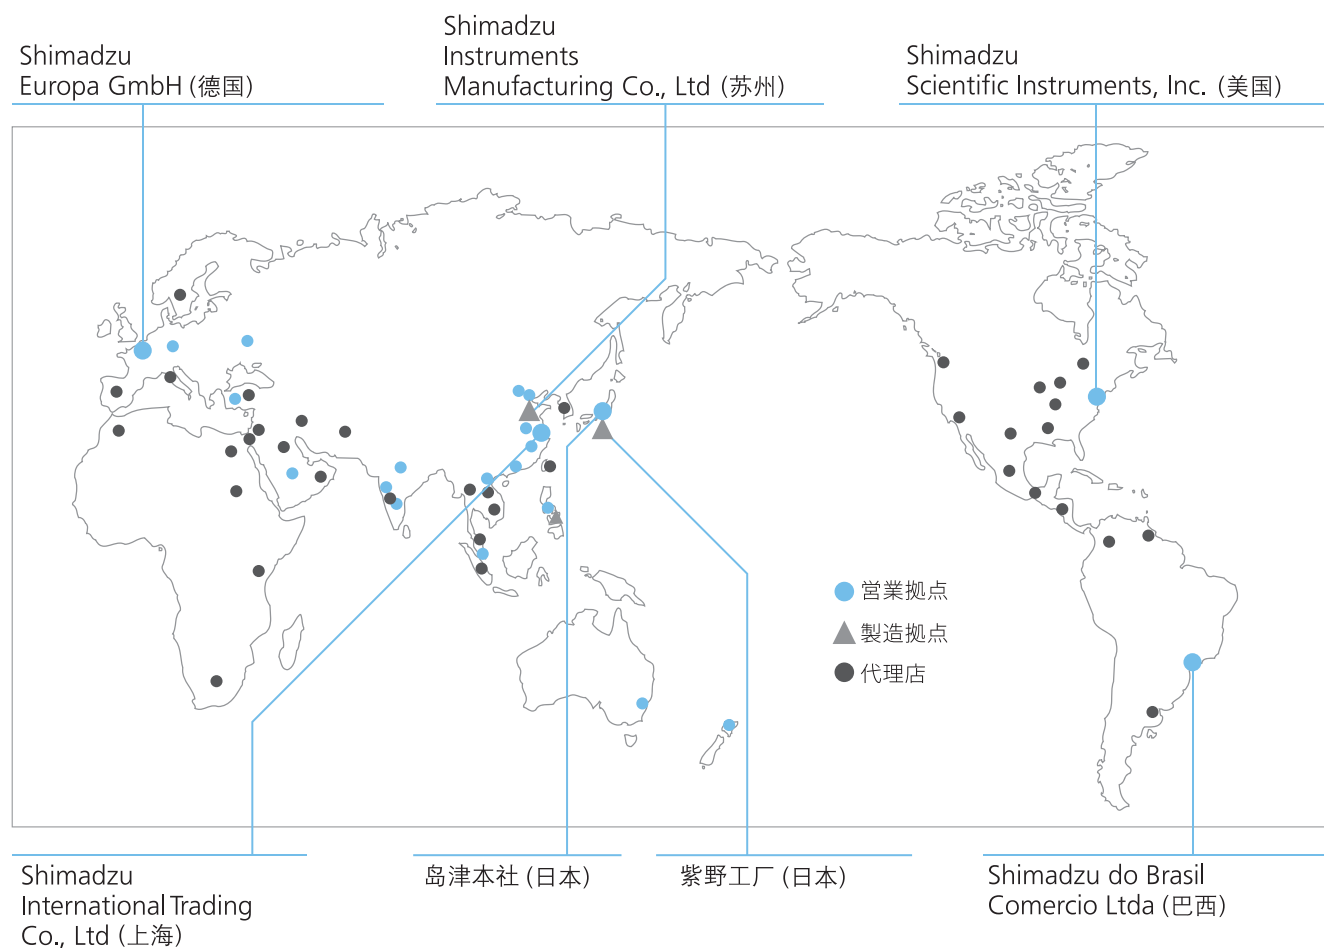 Shimadzu
Europa GmbH (德国)
Shimadzu
Instruments
Manufacturing Co., Ltd (苏州)
Shimadzu
Scientific Instruments, Inc. (美国)
営業拠点
製造拠点
代理店
Shimadzu
International Trading
Co., Ltd (上海)
岛津本社 (日本)
紫野工厂 (日本)
Shimadzu do Brasil
Comercio Ltda (巴西)